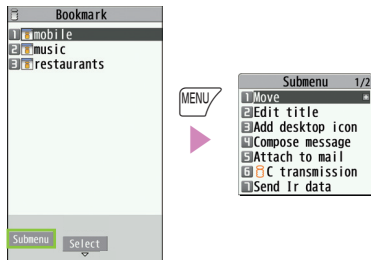 Bookmark
1 mobile
2 music
3 restaurants
Submenu
Select
MENU
Submenu 1/2
1 Move
2 Edit title
3 Add desktop icon
4 Compose message
5 Attach to mail
6 C transmission
7 Send Ir data